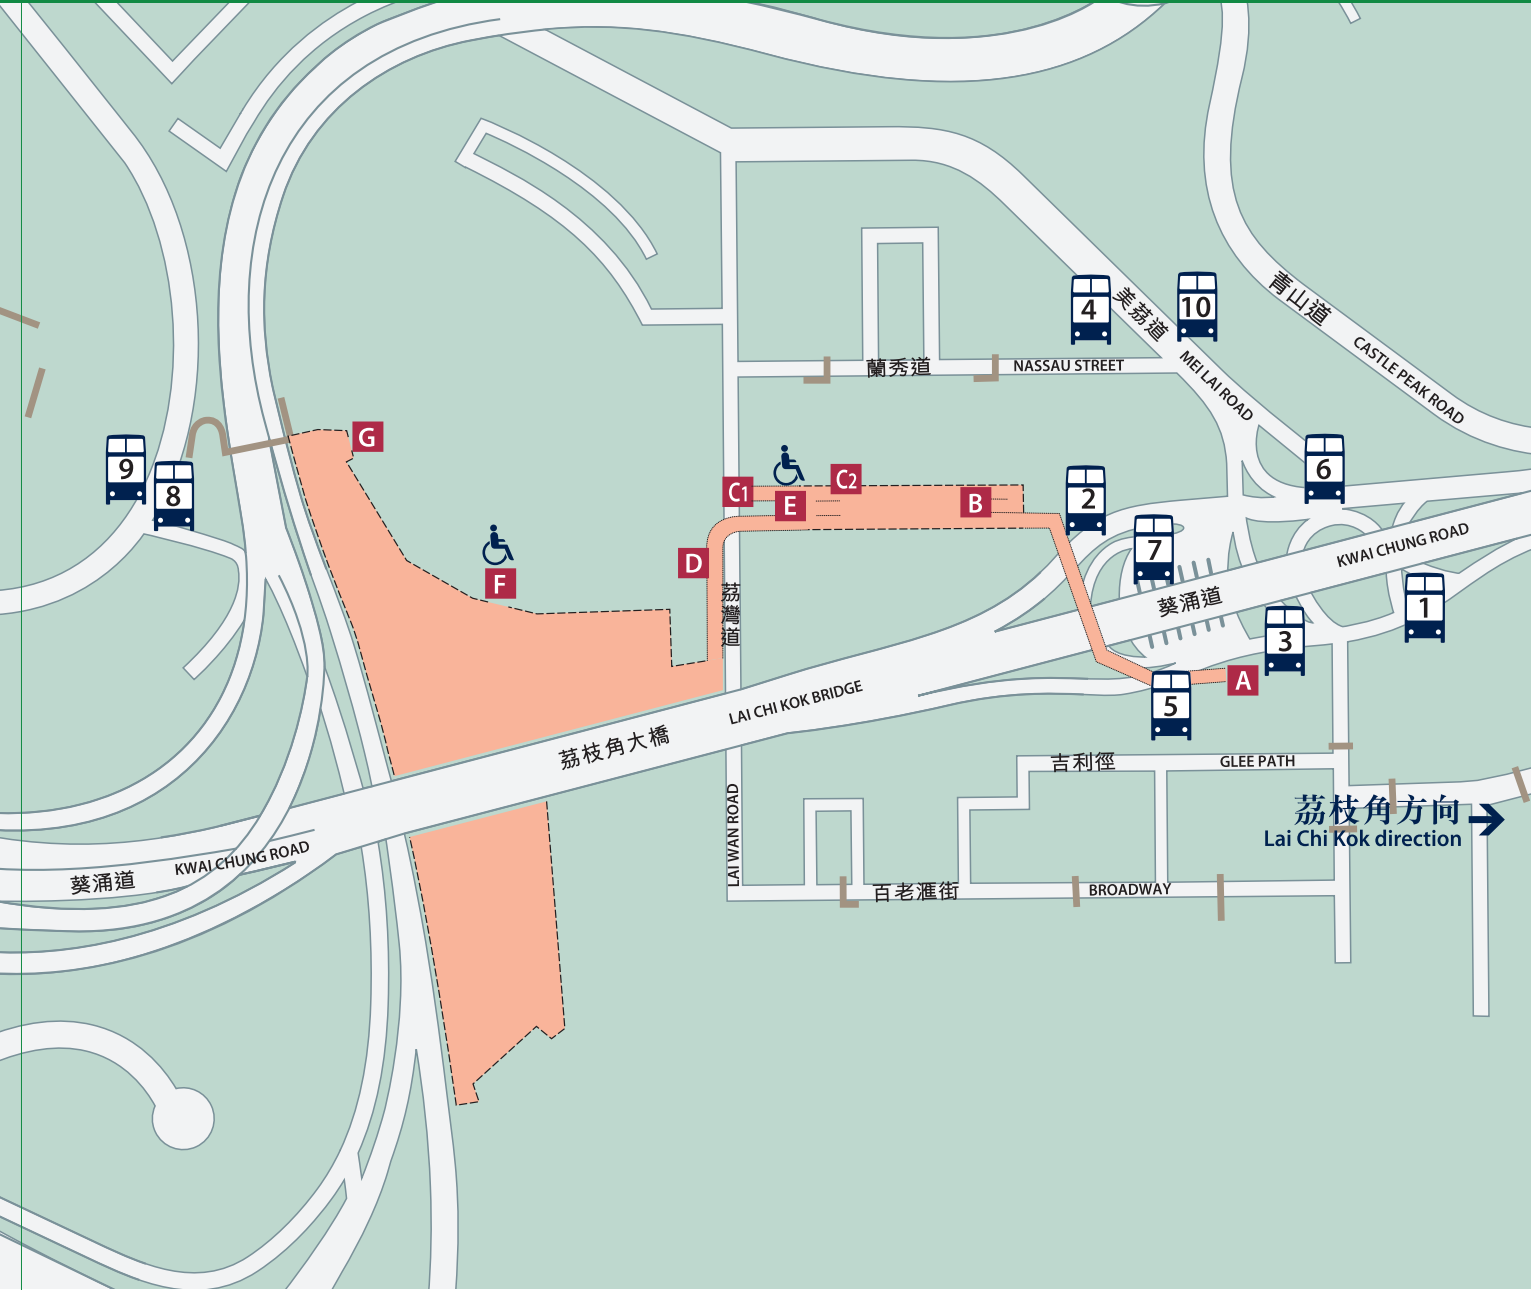 4
10
美荔道
青山道
蘭秀道
NASSAU STREET
MEI LAI ROAD
CASTLE PEAK ROAD
G
9
8
C1
C2
E
B
2
6
D
F
7
KWAI CHUNG ROAD
葵涌道
荔灣道
1
3
A
5
LAI CHI KOK BRIDGE
荔枝角大橋
吉利徑
GLEE PATH
LAI WAN ROAD
荔枝角方向
Lai Chi Kok direction
KWAI CHUNG ROAD
葵涌道
百老滙街
BROADWAY